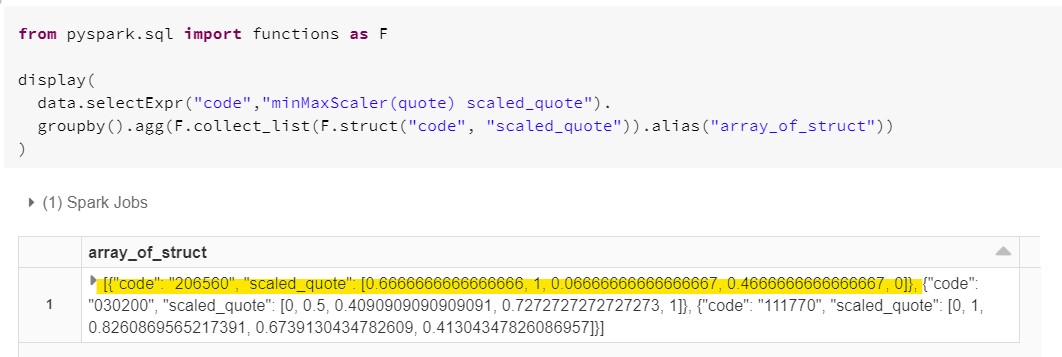 from pyspark.sql import functions as F
display(
data.selectExpr("code","minMaxScaler(quote) scaled_quote").
groupby().agg(F.collect_list(F.struct("code", "scaled_quote")).alias("array_of_struct"))
)
(1) Spark Jobs
array_of_struct
1
[{"code": "206560", "scaled_quote": [0.6666666666666666, 1, 0.06666666666666667, 0.4666666666666667, 0]}, {"code":
"030200", "scaled_quote": [0, 0.5, 0.4090909090909091, 0.7272727272727273, 1]}, {"code": "111770", "scaled_quote": [0, 1,
0.8260869565217391, 0.6739130434782609, 0.41304347826086957]}]